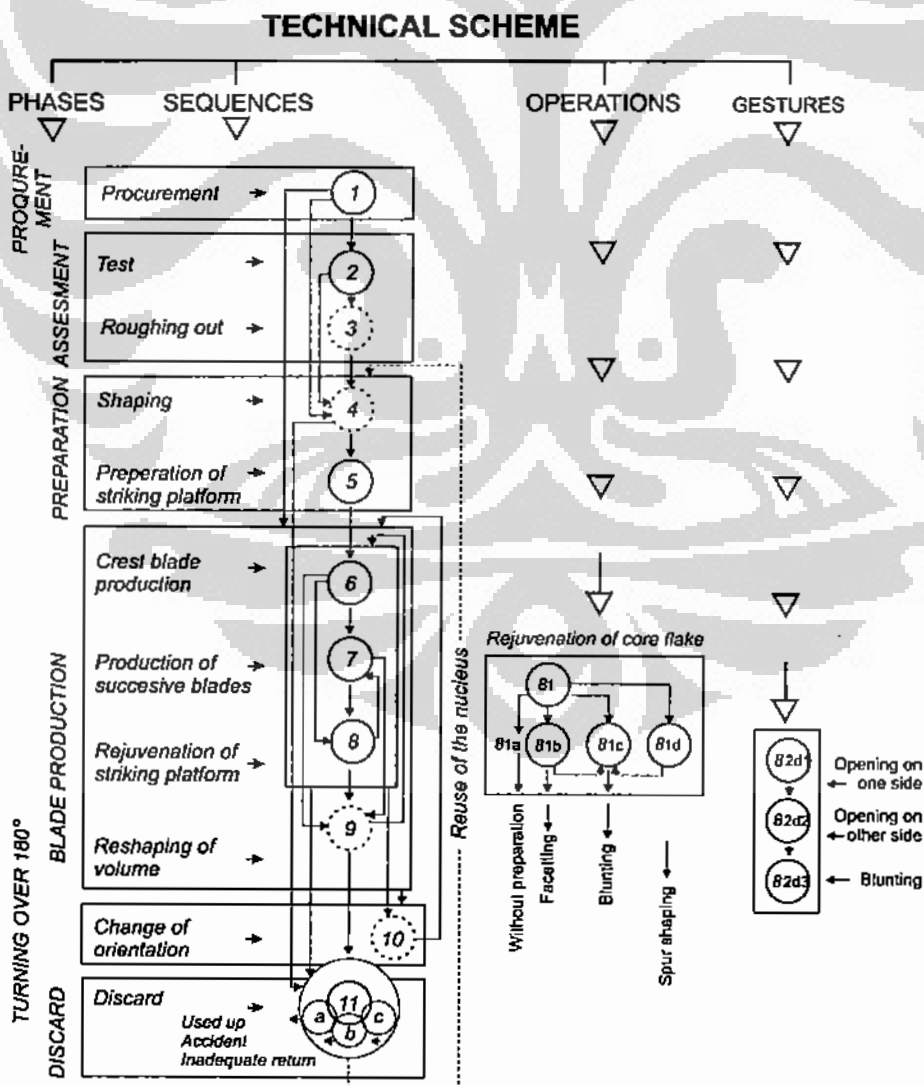 TECHNICAL SCHEME
PHASES
SEQUENCES
OPERATIONS
GESTURES
PROQURE-
MENT
Procurement
1
ASSESMENT
Test
2
Roughing out
3
PREPARATION
Shaping
4
Preperation of
striking platform
5
BLADE PRODUCTION
Crest blade
production
6
Production of
succesive blades
7
Rejuvenation of
striking platform
8
Reshaping of
volume
9
TURNING OVER 180°
Change of
orientation
10
DISCARD
Discard
11
a
b
c
Used up
Accident
Inadequate return
Reuse of the nucleus
Rejuvenation of core flake
81
81a
81b
81c
81d
Without preparation
Facaltting
Blunting
Spur shaping
82d1
Opening on
one side
82d2
Opening on
other side
82d3
Blunting